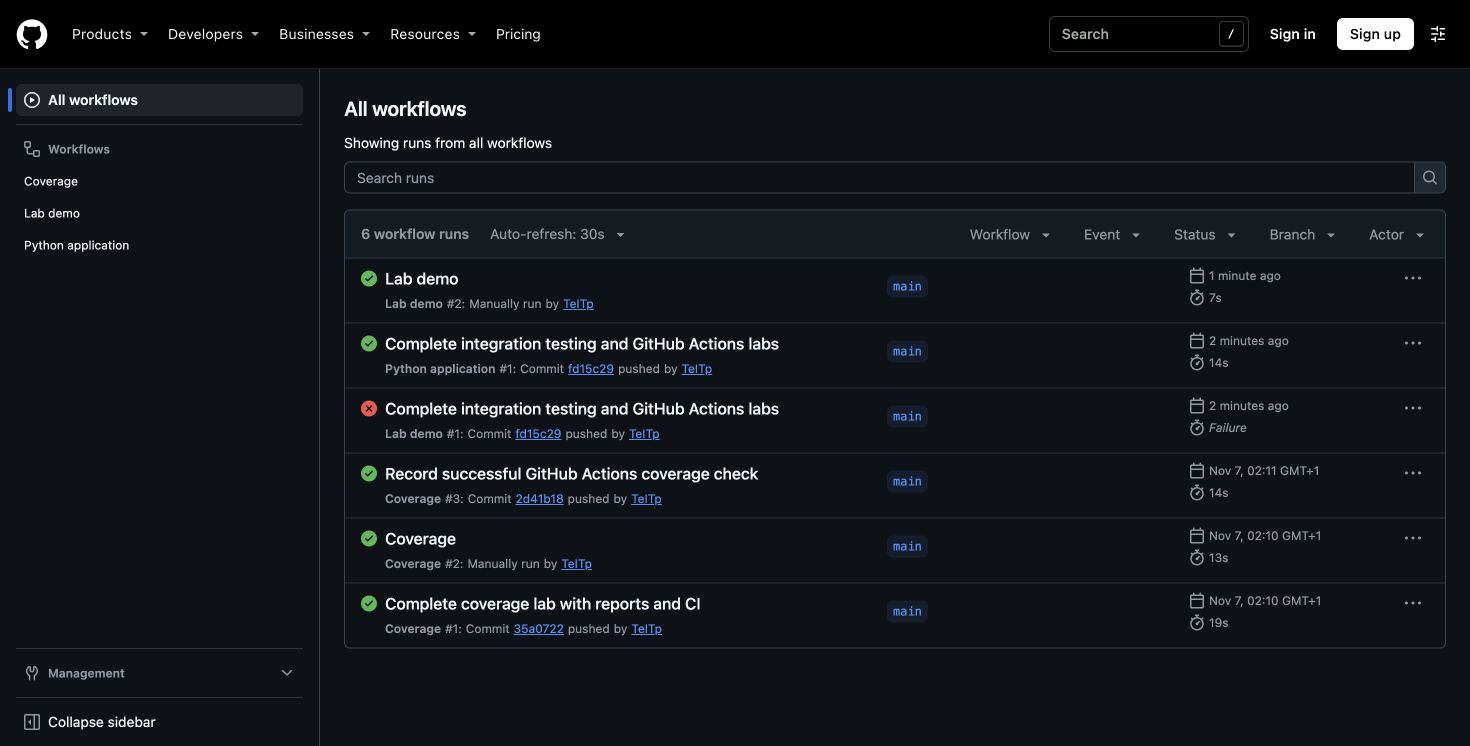 Products Developers Businesses Resources Pricing Search / Sign in Sign up
All workflows
Workflows
Coverage
Lab demo
Python application
Management
Collapse sidebar
All workflows
Showing runs from all workflows
Search runs
6 workflow runs Auto-refresh: 30s Workflow Event Status Branch Actor
Lab demo
Lab demo #2: Manually run by TelTp
main
1 minute ago
7s
Complete integration testing and GitHub Actions labs
Python application #1: Commit fd15c29 pushed by TelTp
main
2 minutes ago
14s
Complete integration testing and GitHub Actions labs
Lab demo #1: Commit fd15c29 pushed by TelTp
main
2 minutes ago
Failure
Record successful GitHub Actions coverage check
Coverage #3: Commit 2d41b18 pushed by TelTp
main
Nov 7, 02:11 GMT+1
14s
Coverage
Coverage #2: Manually run by TelTp
main
Nov 7, 02:10 GMT+1
13s
Complete coverage lab with reports and CI
Coverage #1: Commit 35a0722 pushed by TelTp
main
Nov 7, 02:10 GMT+1
19s